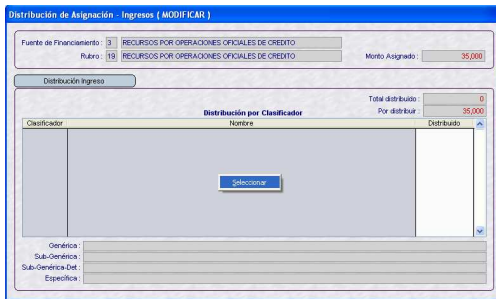 Distribución de Asignación - Ingresos ( MODIFICAR )
Fuente de Financiamiento : 3 RECURSOS POR OPERACIONES OFICIALES DE CREDITO
Rubro : 19 RECURSOS POR OPERACIONES OFICIALES DE CREDITO Monto Asignado : 35,000
Distribución Ingreso
Total distribuido : 0
Distribución por Clasificador Por distribuir : 35,000
Clasificador Nombre Distribuido
Seleccionar
Genérica :
Sub-Genérica :
Sub-Genérica-Det :
Específica :